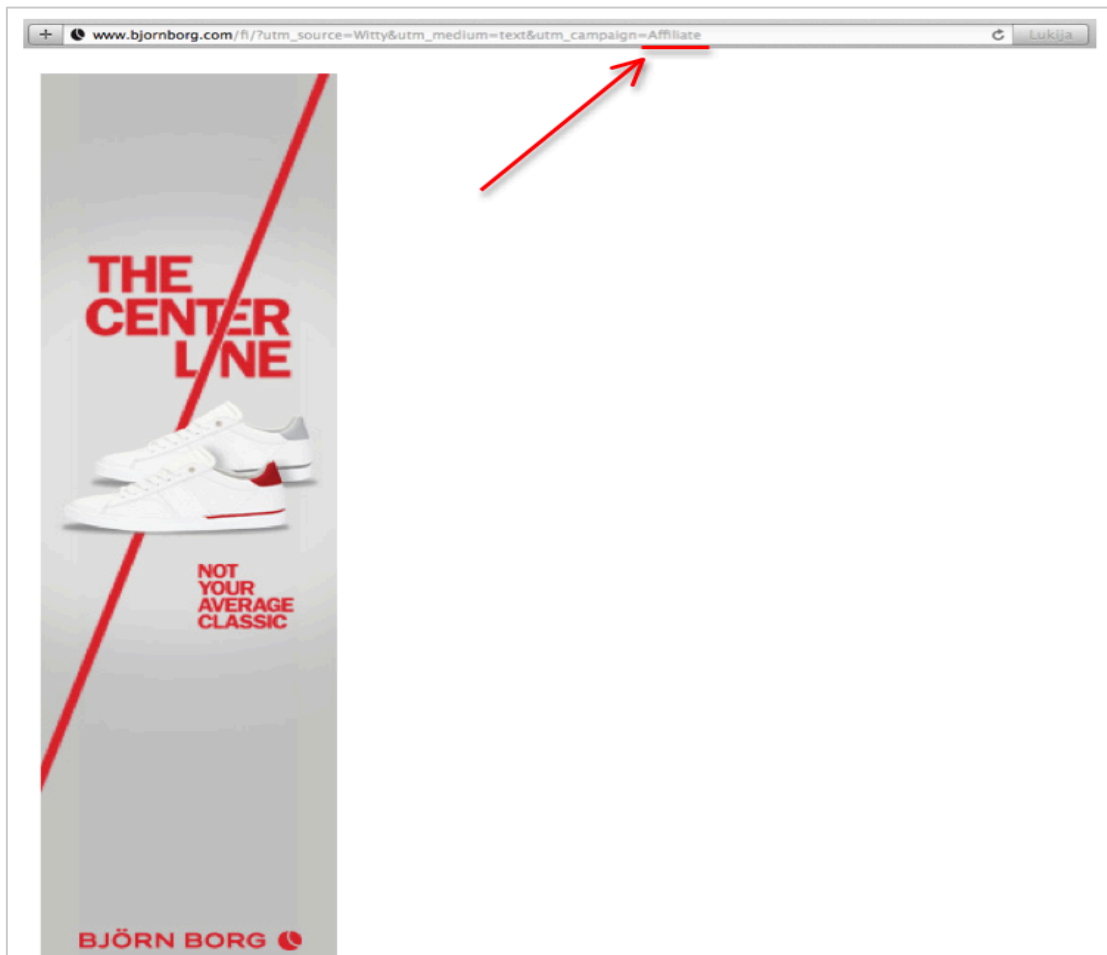 www.bjornborg.com/fi/?utm_source=Witty&utm_medium=text&utm_campaign=Affiliate
Lukija
THE
CENTER
LINE
NOT
YOUR
AVERAGE
CLASSIC
BJÖRN BORG